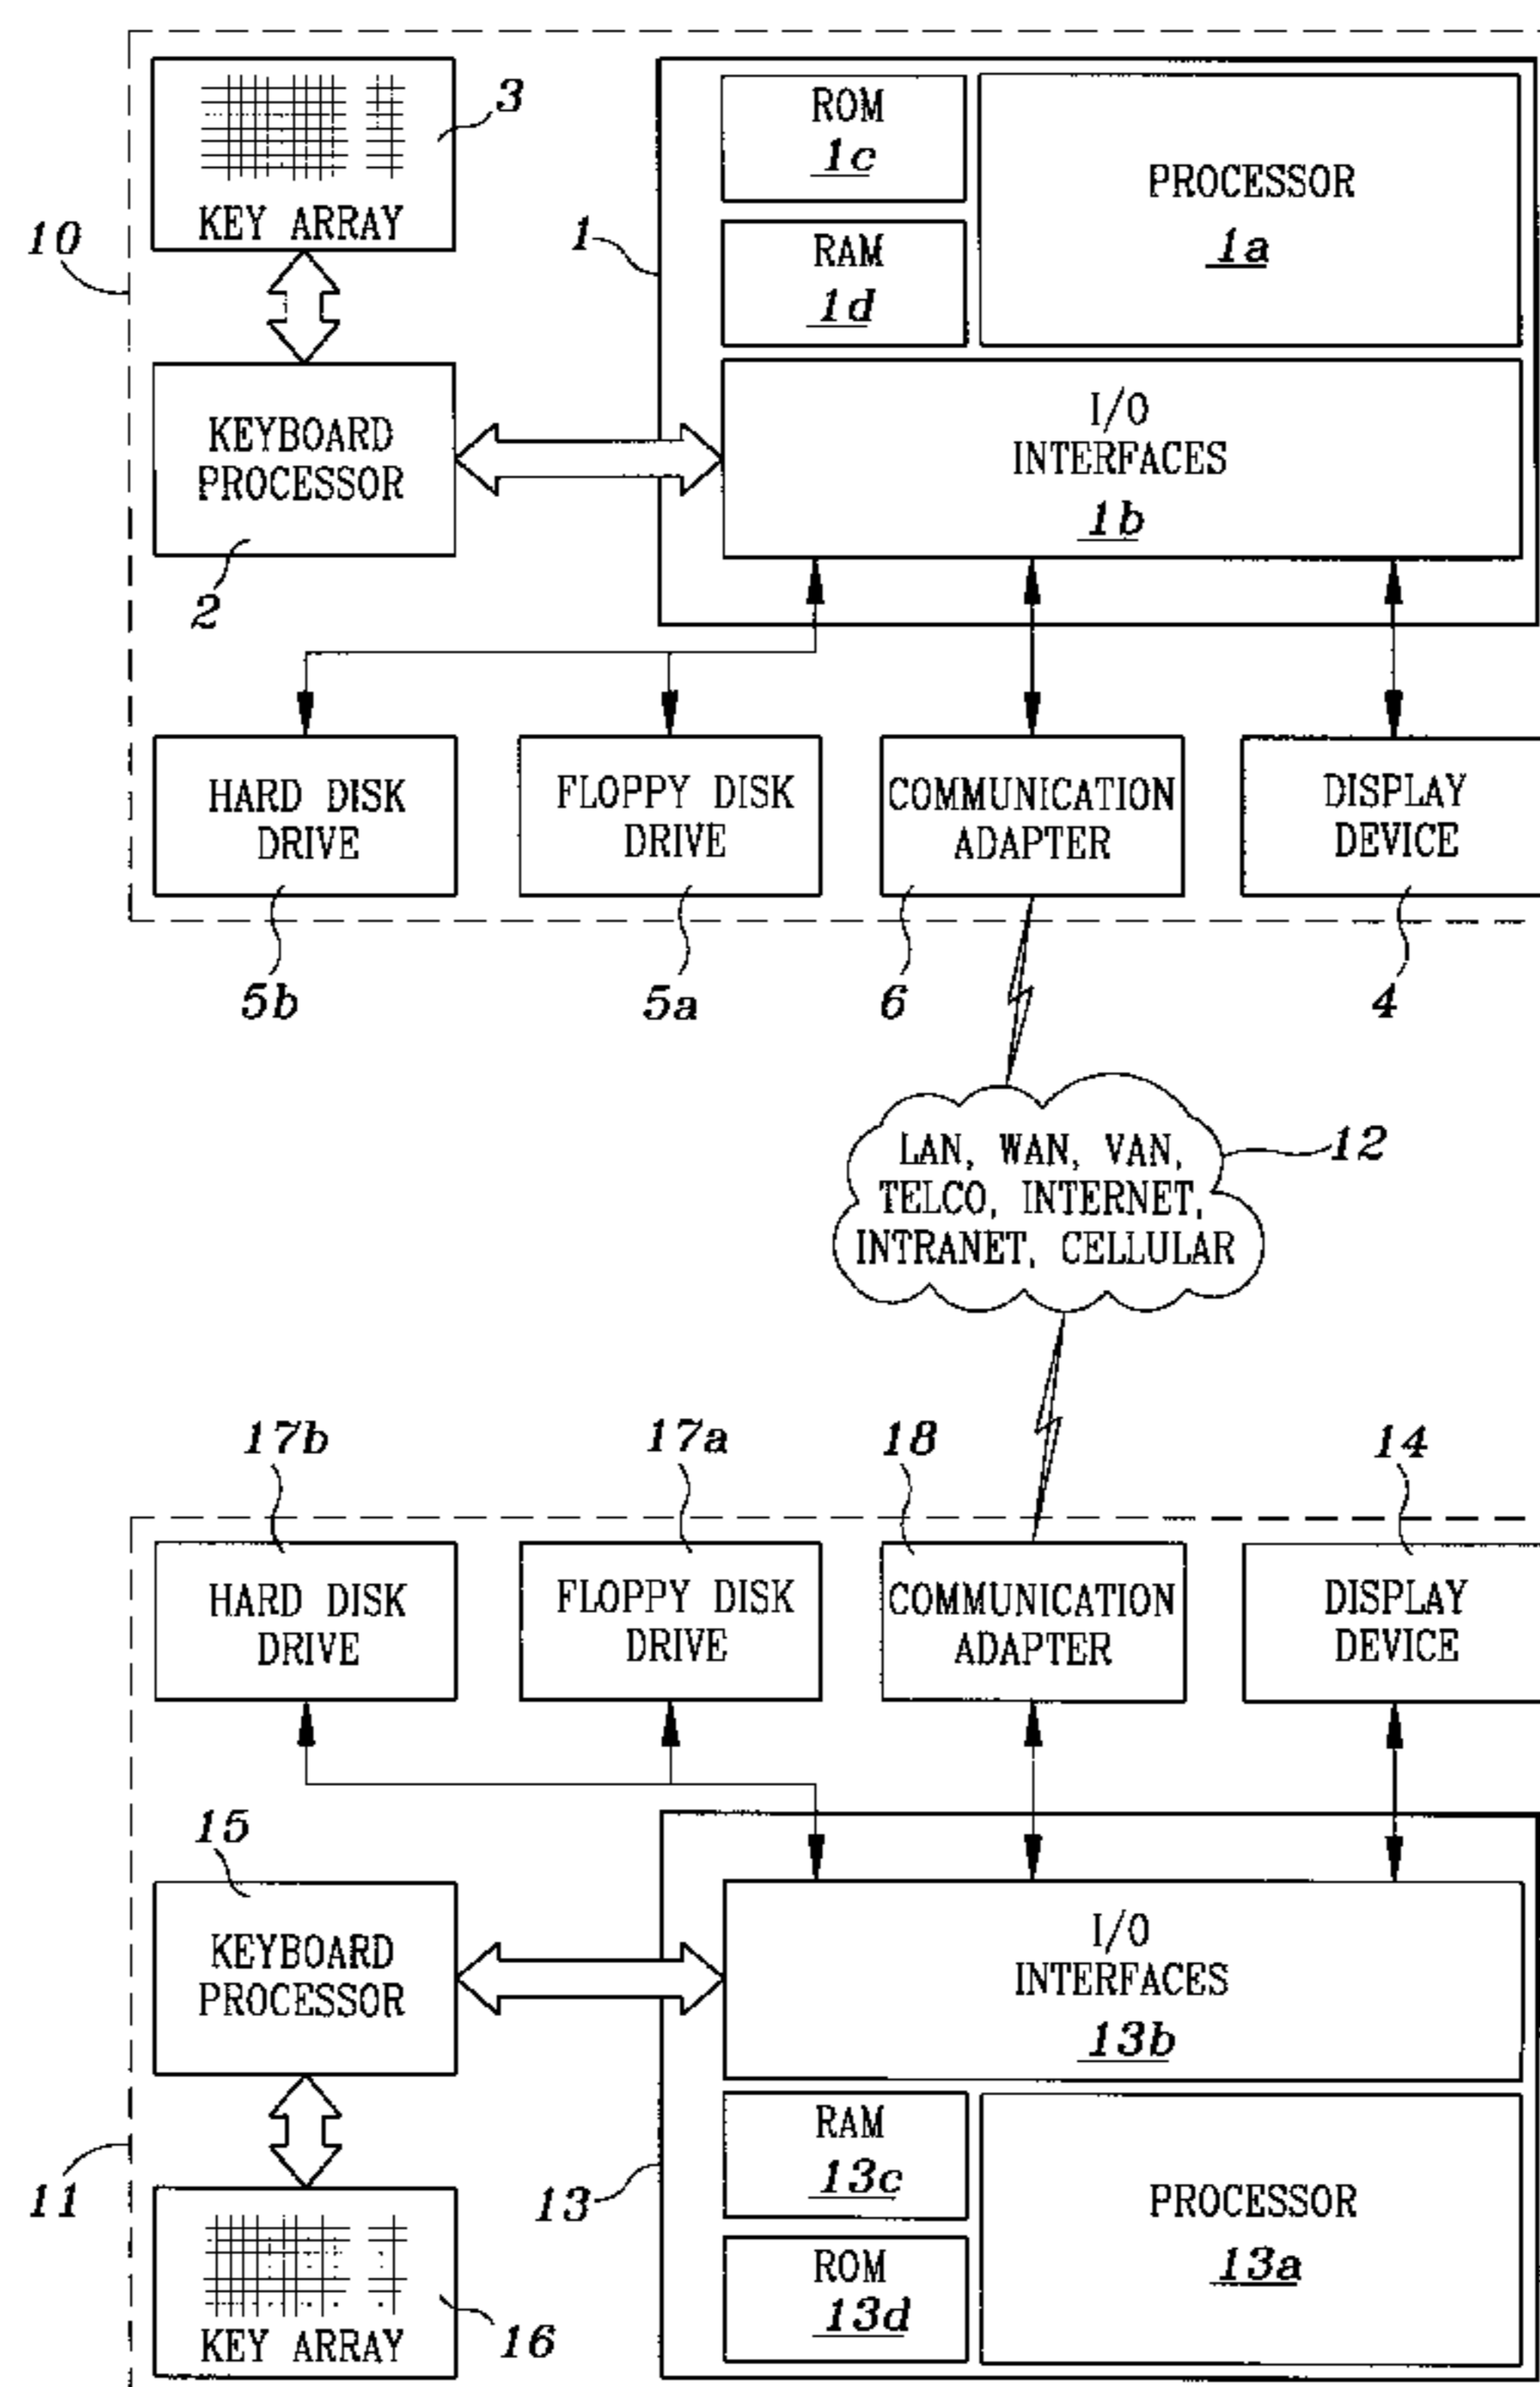 3
ROM
1c
PROCESSOR
1a
KEY ARRAY
10
1
RAM
1d
KEYBOARD
PROCESSOR
2
I/O
INTERFACES
1b
HARD DISK
DRIVE
5b
FLOPPY DISK
DRIVE
5a
COMMUNICATION
ADAPTER
6
DISPLAY
DEVICE
4
LAN, WAN, VAN,
TELCO, INTERNET,
INTRANET, CELLULAR
12
17b
HARD DISK
DRIVE
17a
FLOPPY DISK
DRIVE
18
COMMUNICATION
ADAPTER
14
DISPLAY
DEVICE
15
KEYBOARD
PROCESSOR
I/O
INTERFACES
13b
11
13
RAM
13c
PROCESSOR
13a
ROM
13d
KEY ARRAY
16